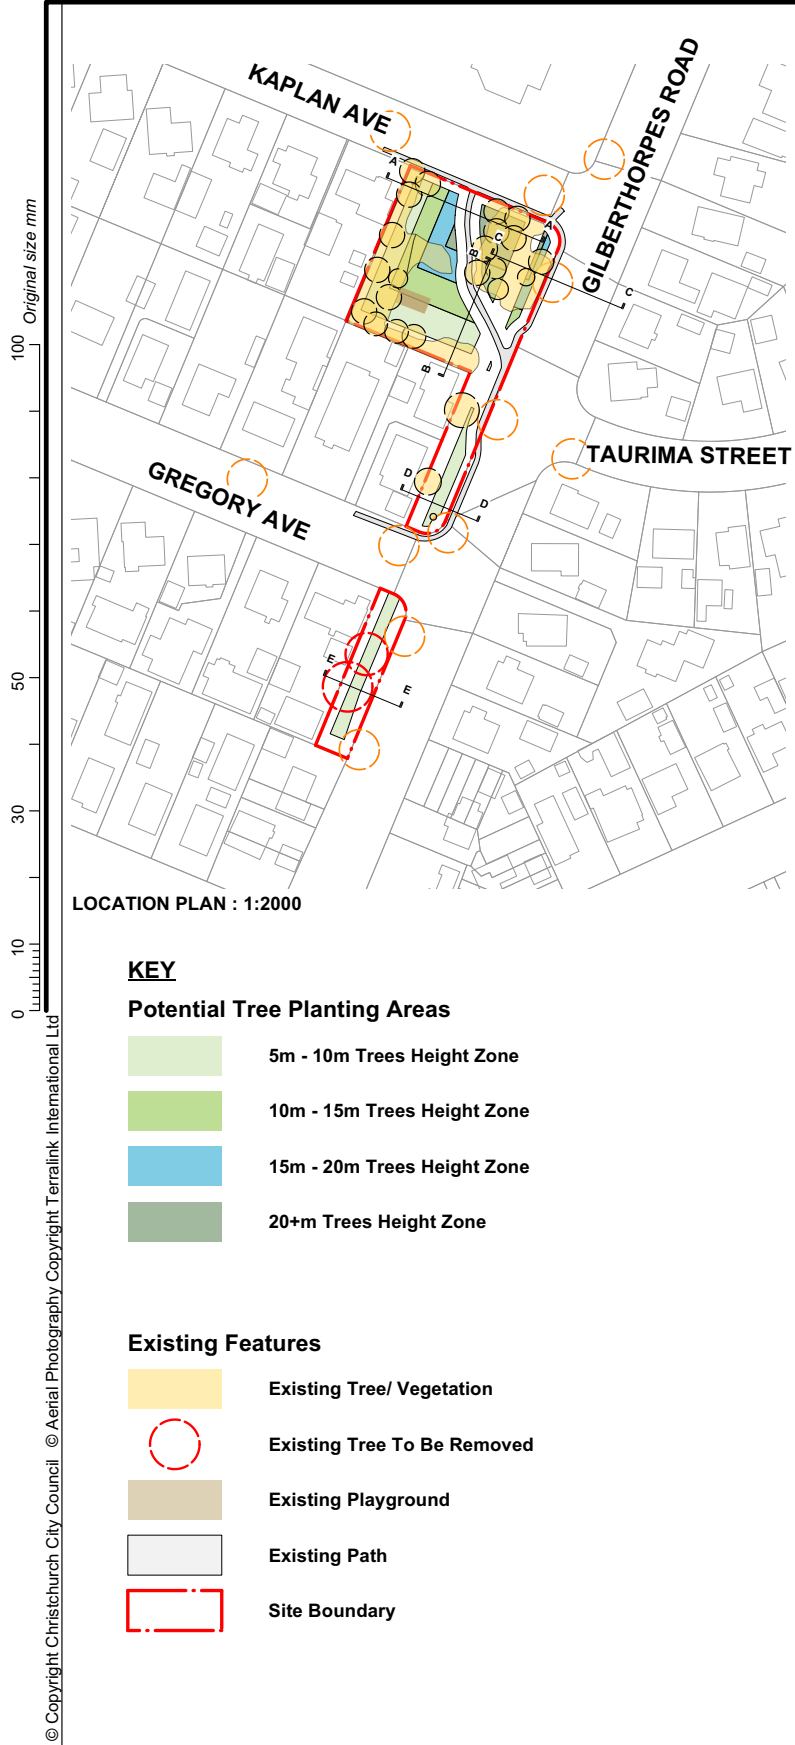 KAPLAN AVE
GILBERTHORPES ROAD
A
A
B
C
C
B
TAURIMA STREET
GREGORY AVE
D
D
E
E
Original size mm
100
50
30
10
0
LOCATION PLAN : 1:2000
KEY
Potential Tree Planting Areas
5m - 10m Trees Height Zone
10m - 15m Trees Height Zone
15m - 20m Trees Height Zone
20+m Trees Height Zone
Existing Features
Existing Tree/ Vegetation
Existing Tree To Be Removed
Existing Playground
Existing Path
Site Boundary
© Copyright Christchurch City Council © Aerial Photography Copyright Terralink International Ltd